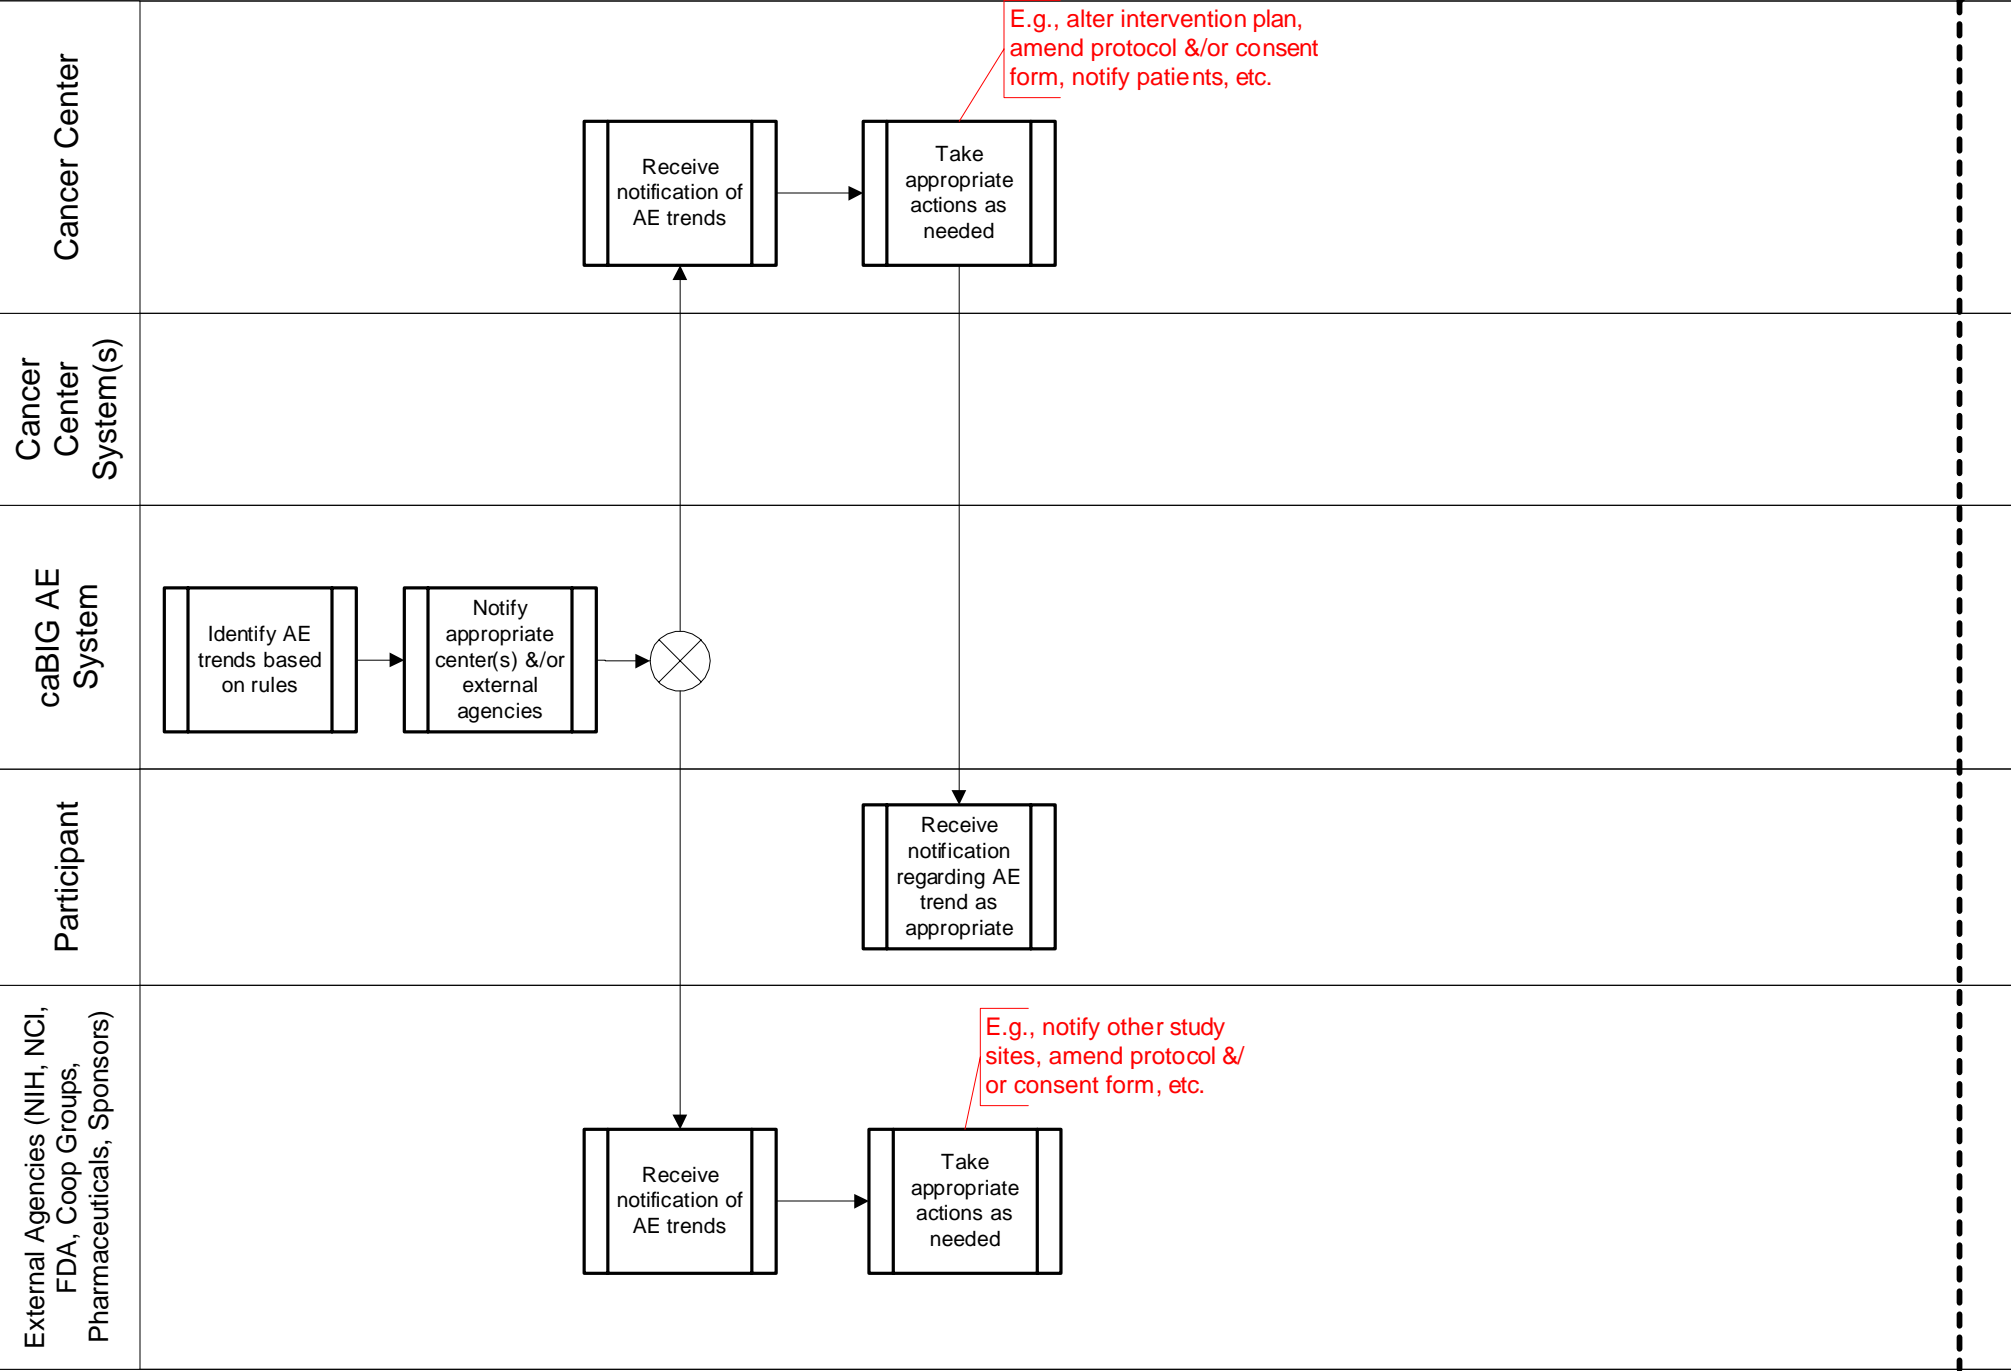 Cancer Center
E.g., alter intervention plan,
amend protocol &/or consent
form, notify patients, etc.
Receive
notification of
AE trends
Take
appropriate
actions as
needed
Cancer
Center
System(s)
caBIG AE
System
Identify AE
trends based
on rules
Notify
appropriate
center(s) &/or
external
agencies
Participant
Receive
notification
regarding AE
trend as
appropriate
External Agencies (NIH, NCI,
FDA, Coop Groups,
Pharmaceuticals, Sponsors)
E.g., notify other study
sites, amend protocol &/
or consent form, etc.
Receive
notification of
AE trends
Take
appropriate
actions as
needed